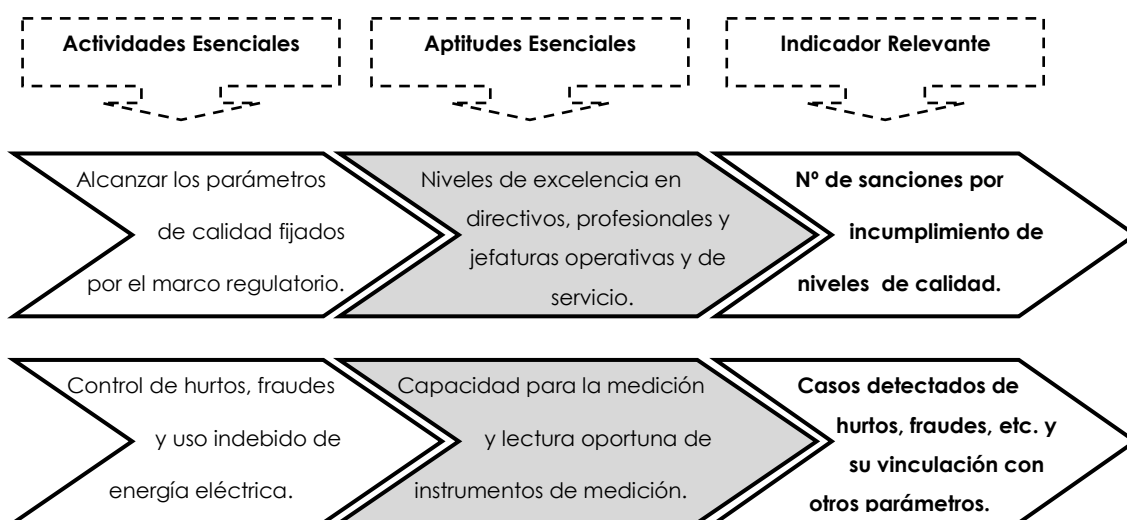 Actividades Esenciales
Aptitudes Esenciales
Indicador Relevante
Alcanzar los parámetros
de calidad fijados
por el marco regulatorio.
Niveles de excelencia en
directivos, profesionales y
jefaturas operativas y de
servicio.
Nº de sanciones por
incumplimiento de
niveles de calidad.
Control de hurtos, fraudes
y uso indebido de
energía eléctrica.
Capacidad para la medición
y lectura oportuna de
instrumentos de medición.
Casos detectados de
hurtos, fraudes, etc. y
su vinculación con
otros parámetros.